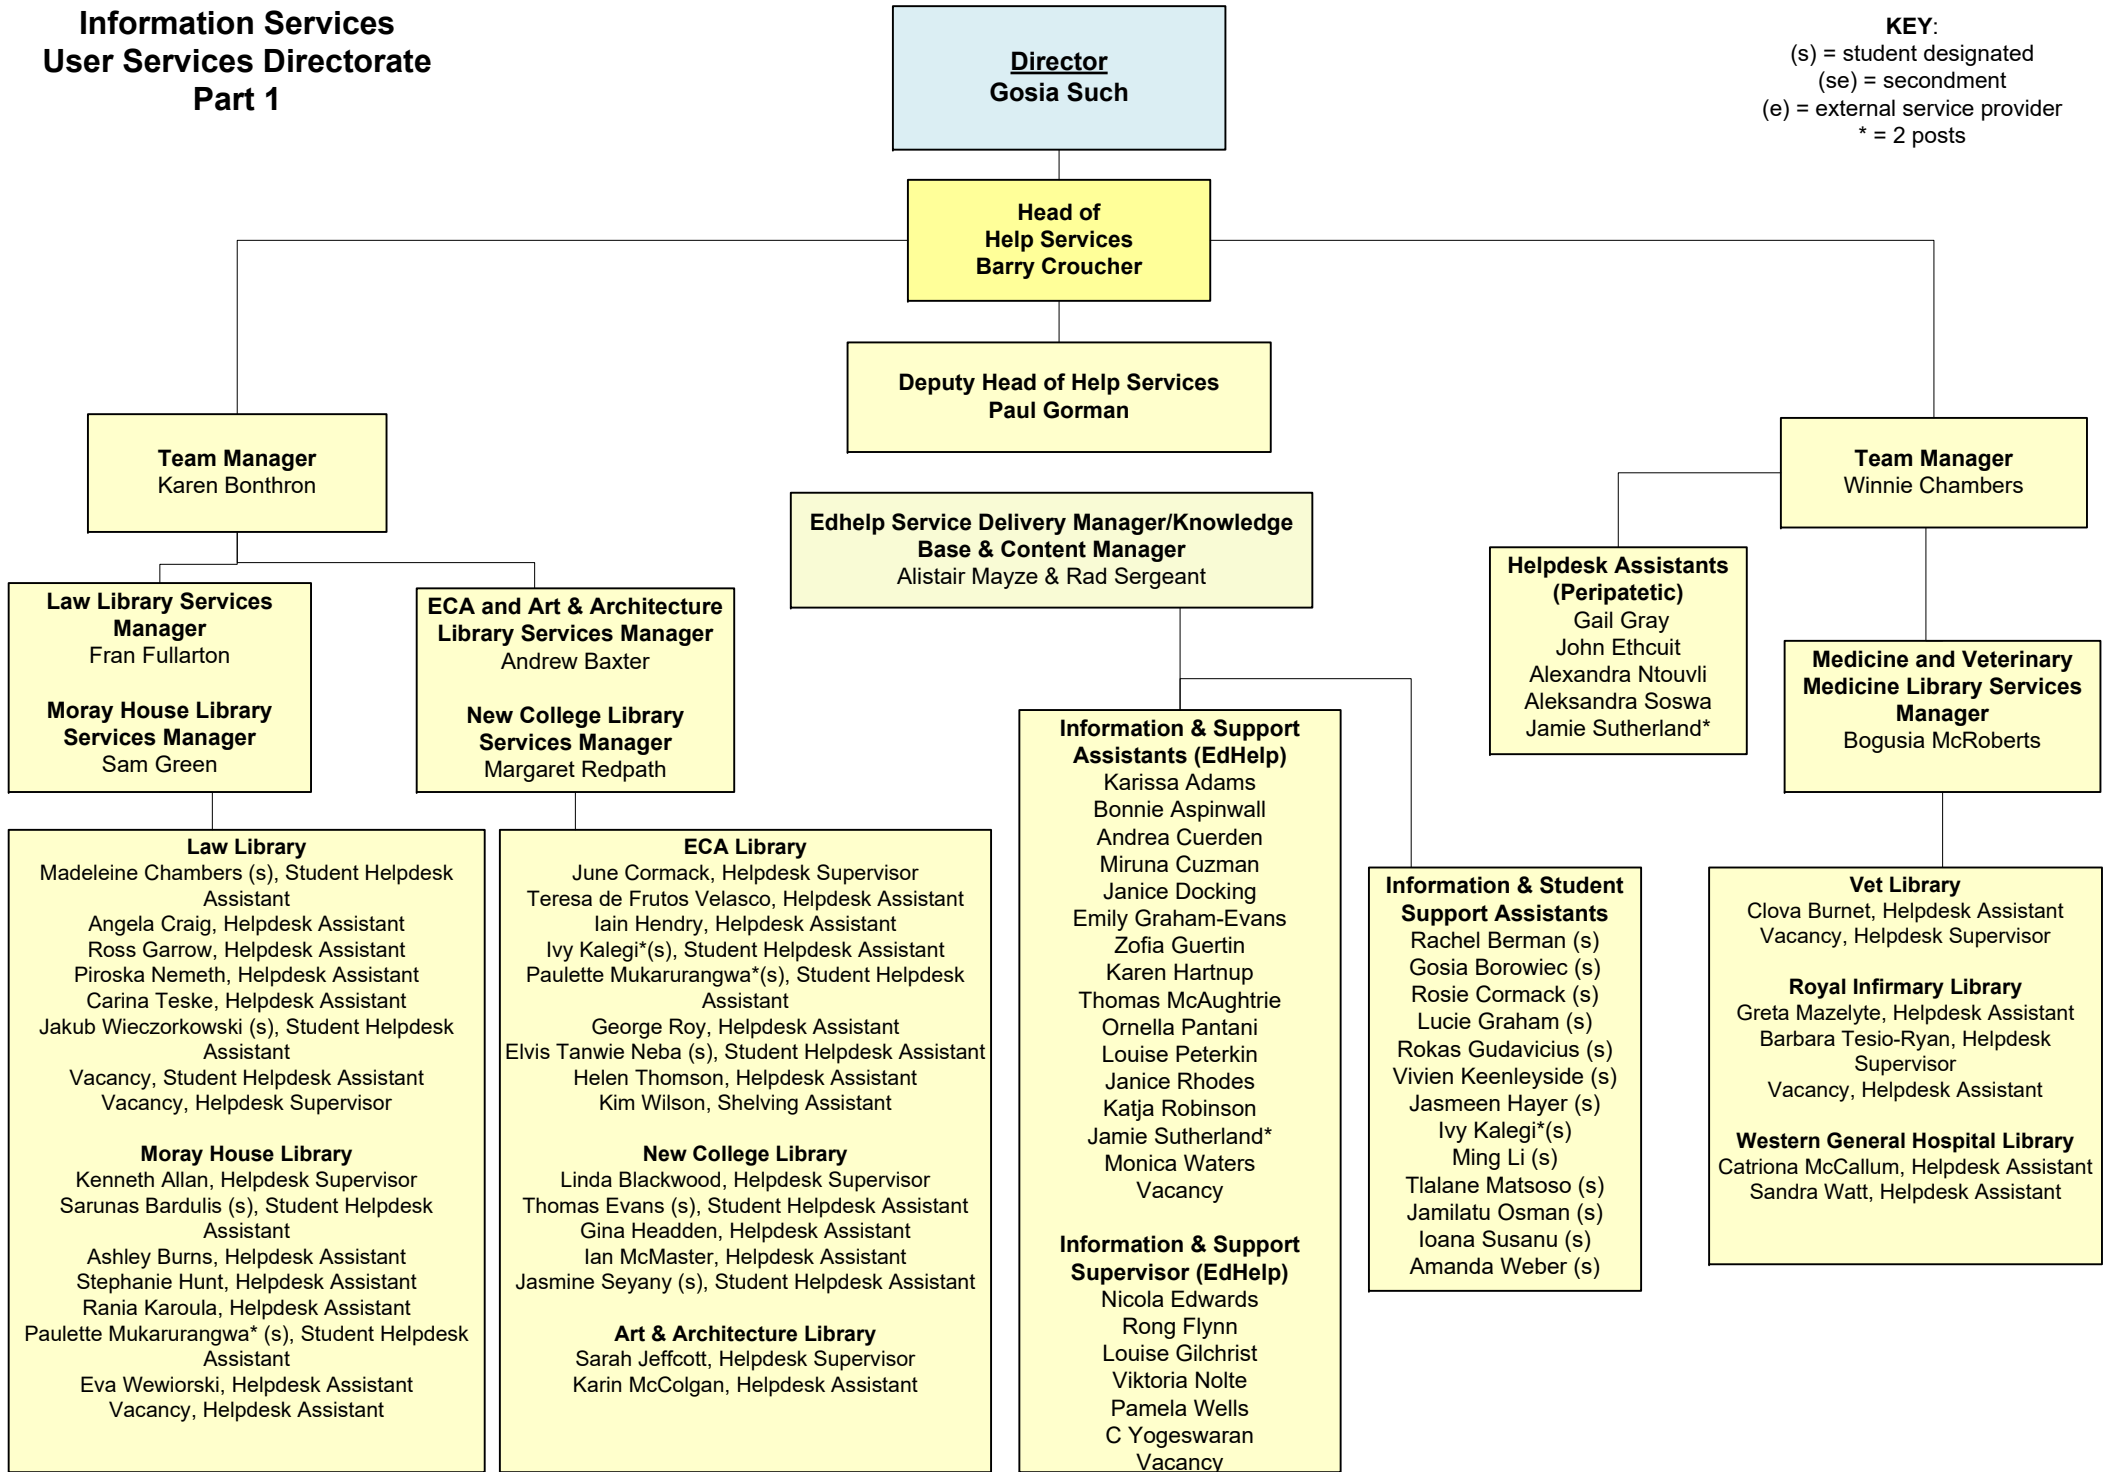 Information Services
User Services Directorate
Part 1
Director
Gosia Such
KEY:
(s) = student designated
(se) = secondment
(e) = external service provider
* = 2 posts
Head of
Help Services
Barry Croucher
Deputy Head of Help Services
Paul Gorman
Team Manager
Karen Bonthron
Team Manager
Winnie Chambers
Edhelp Service Delivery Manager/Knowledge
Base & Content Manager
Alistair Mayze & Rad Sergeant
Law Library Services
Manager
Fran Fullarton
Moray House Library
Services Manager
Sam Green
ECA and Art & Architecture
Library Services Manager
Andrew Baxter
New College Library
Services Manager
Margaret Redpath
Helpdesk Assistants
(Peripatetic)
Gail Gray
John Ethcuit
Alexandra Ntouvli
Aleksandra Soswa
Jamie Sutherland*
Medicine and Veterinary
Medicine Library Services
Manager
Bogusia McRoberts
Law Library
Madeleine Chambers (s), Student Helpdesk
Assistant
Angela Craig, Helpdesk Assistant
Ross Garrow, Helpdesk Assistant
Piroska Nemeth, Helpdesk Assistant
Carina Teske, Helpdesk Assistant
Jakub Wieczorkowski (s), Student Helpdesk
Assistant
Vacancy, Student Helpdesk Assistant
Vacancy, Helpdesk Supervisor
Moray House Library
Kenneth Allan, Helpdesk Supervisor
Sarunas Bardulis (s), Student Helpdesk
Assistant
Ashley Burns, Helpdesk Assistant
Stephanie Hunt, Helpdesk Assistant
Rania Karoula, Helpdesk Assistant
Paulette Mukarurangwa* (s), Student Helpdesk
Assistant
Eva Wewiorski, Helpdesk Assistant
Vacancy, Helpdesk Assistant
ECA Library
June Cormack, Helpdesk Supervisor
Teresa de Frutos Velasco, Helpdesk Assistant
Iain Hendry, Helpdesk Assistant
Ivy Kalegi*(s), Student Helpdesk Assistant
Paulette Mukarurangwa*(s), Student Helpdesk
Assistant
George Roy, Helpdesk Assistant
Elvis Tanwie Neba (s), Student Helpdesk Assistant
Helen Thomson, Helpdesk Assistant
Kim Wilson, Shelving Assistant
New College Library
Linda Blackwood, Helpdesk Supervisor
Thomas Evans (s), Student Helpdesk Assistant
Gina Headden, Helpdesk Assistant
Ian McMaster, Helpdesk Assistant
Jasmine Seyany (s), Student Helpdesk Assistant
Art & Architecture Library
Sarah Jeffcott, Helpdesk Supervisor
Karin McColgan, Helpdesk Assistant
Information & Support
Assistants (EdHelp)
Karissa Adams
Bonnie Aspinwall
Andrea Cuerden
Miruna Cuzman
Janice Docking
Emily Graham-Evans
Zofia Guertin
Karen Hartnup
Thomas McAughtrie
Ornella Pantani
Louise Peterkin
Janice Rhodes
Katja Robinson
Jamie Sutherland*
Monica Waters
Vacancy
Information & Support
Supervisor (EdHelp)
Nicola Edwards
Rong Flynn
Louise Gilchrist
Viktoria Nolte
Pamela Wells
C Yogeswaran
Vacancy
Information & Student
Support Assistants
Rachel Berman (s)
Gosia Borowiec (s)
Rosie Cormack (s)
Lucie Graham (s)
Rokas Gudavicius (s)
Vivien Keenleyside (s)
Jasmeen Hayer (s)
Ivy Kalegi*(s)
Ming Li (s)
Tlalane Matsoso (s)
Jamilatu Osman (s)
Ioana Susanu (s)
Amanda Weber (s)
Vet Library
Clova Burnet, Helpdesk Assistant
Vacancy, Helpdesk Supervisor
Royal Infirmary Library
Greta Mazelyte, Helpdesk Assistant
Barbara Tesio-Ryan, Helpdesk
Supervisor
Vacancy, Helpdesk Assistant
Western General Hospital Library
Catriona McCallum, Helpdesk Assistant
Sandra Watt, Helpdesk Assistant